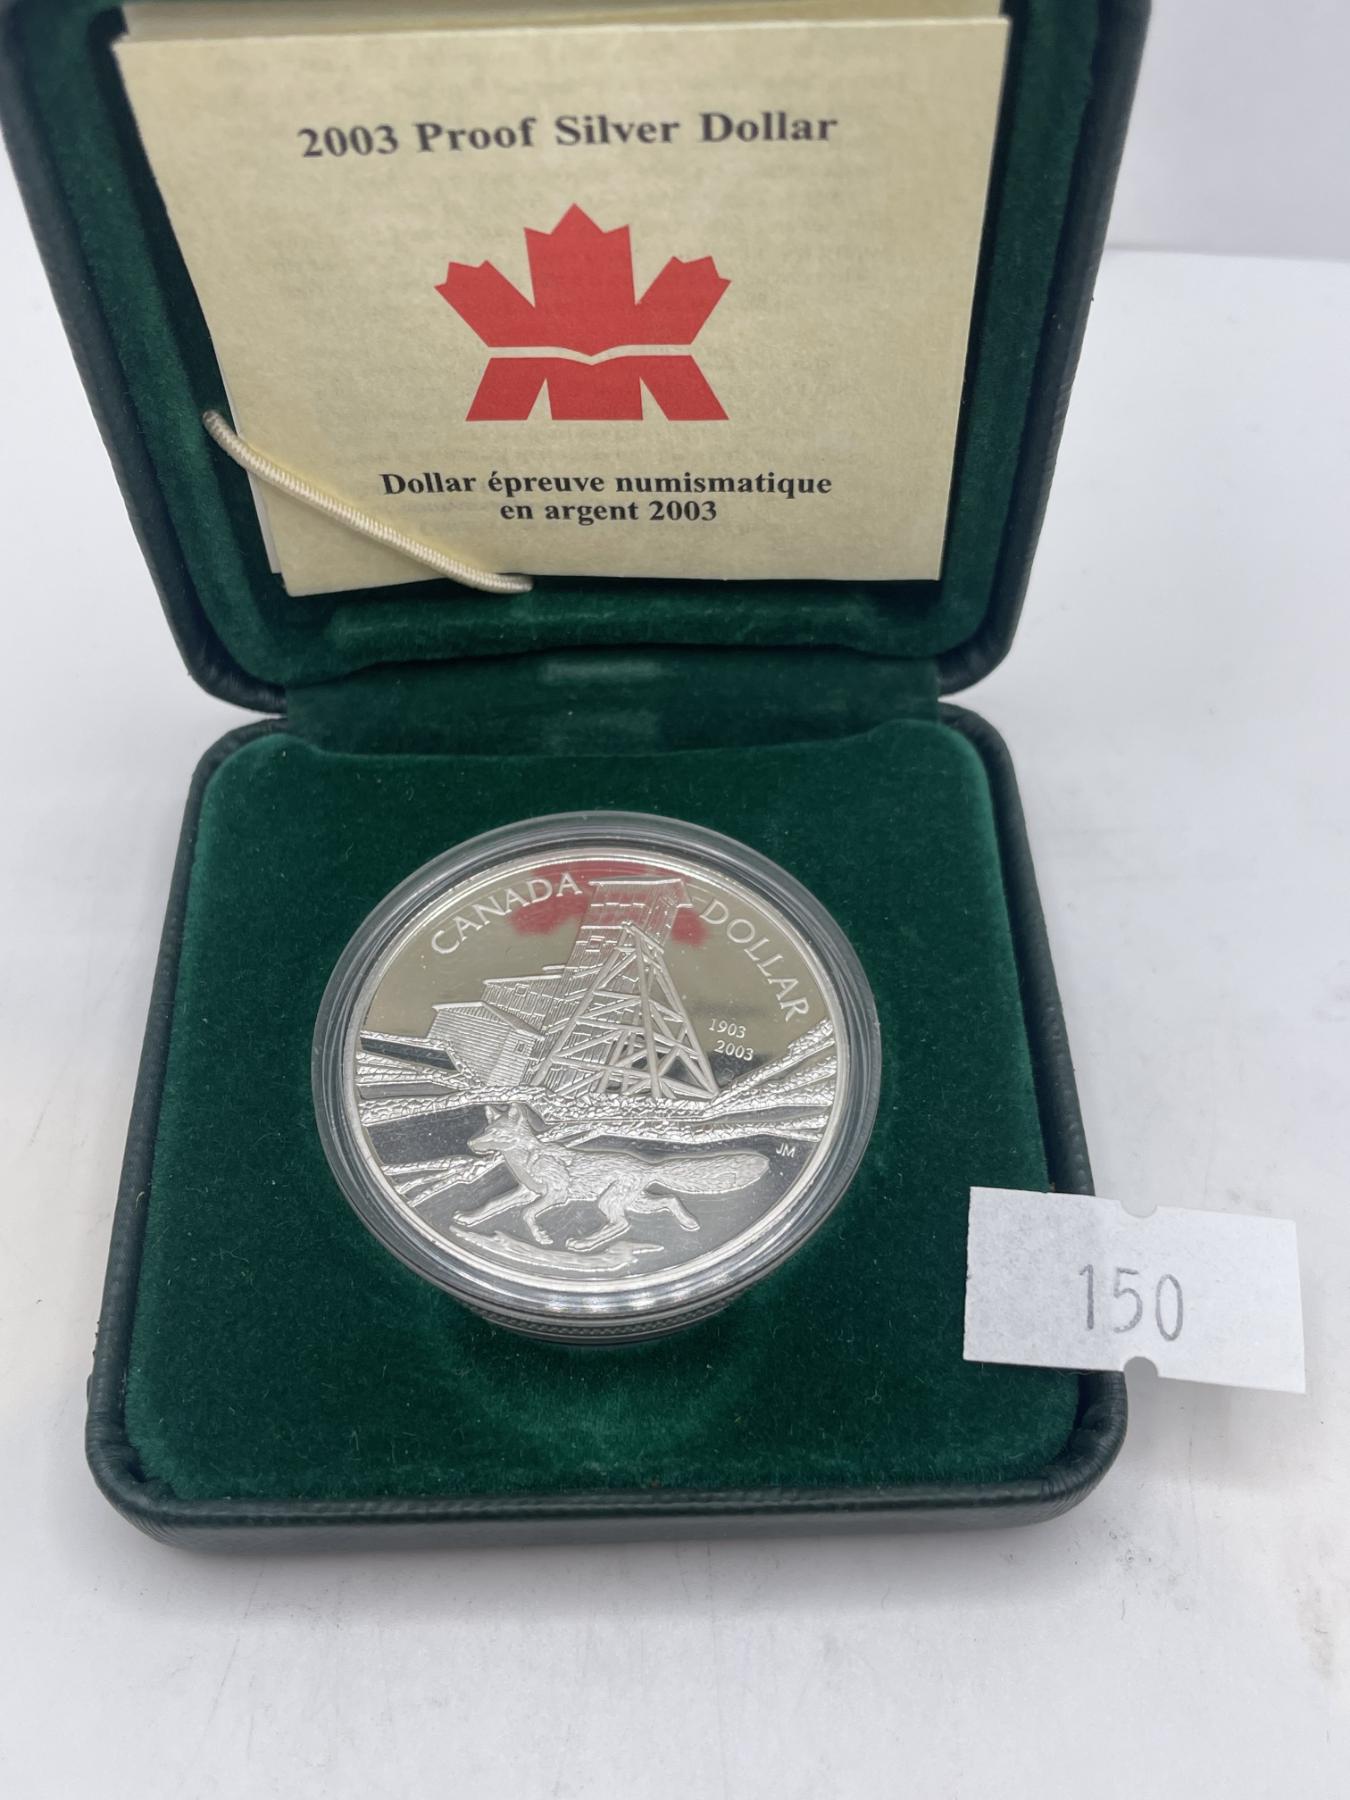 2003 Proof Silver Dollar
Dollar épreuve numismatique
en argent 2003
CANADA DOLLAR
1903
2003
JM
150